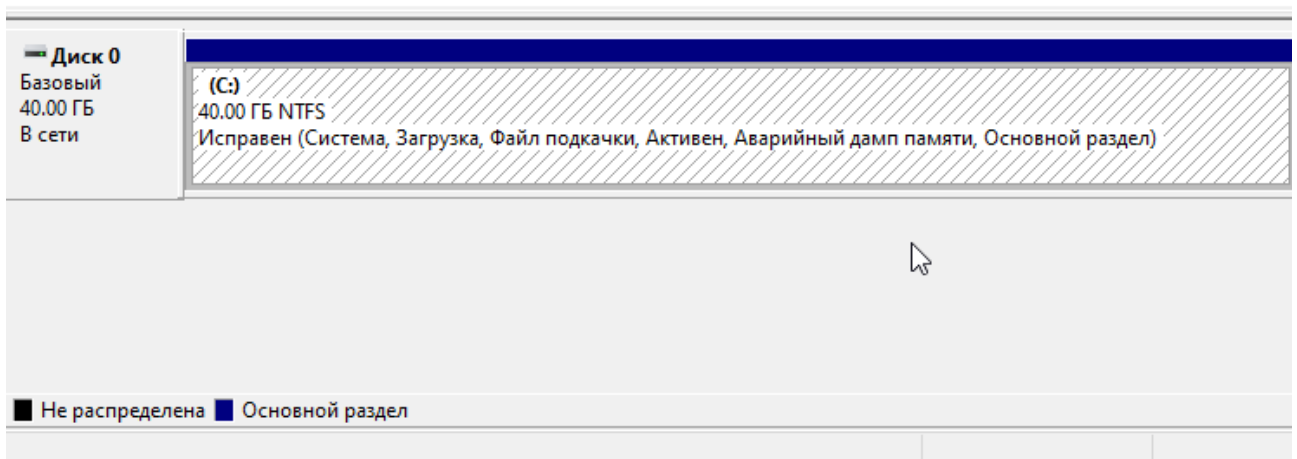 Диск 0
Базовый
40.00 ГБ
В сети
(C:)
40.00 ГБ NTFS
Исправен (Система, Загрузка, Файл подкачки, Активен, Аварийный дамп памяти, Основной раздел)
Не распределена Основной раздел